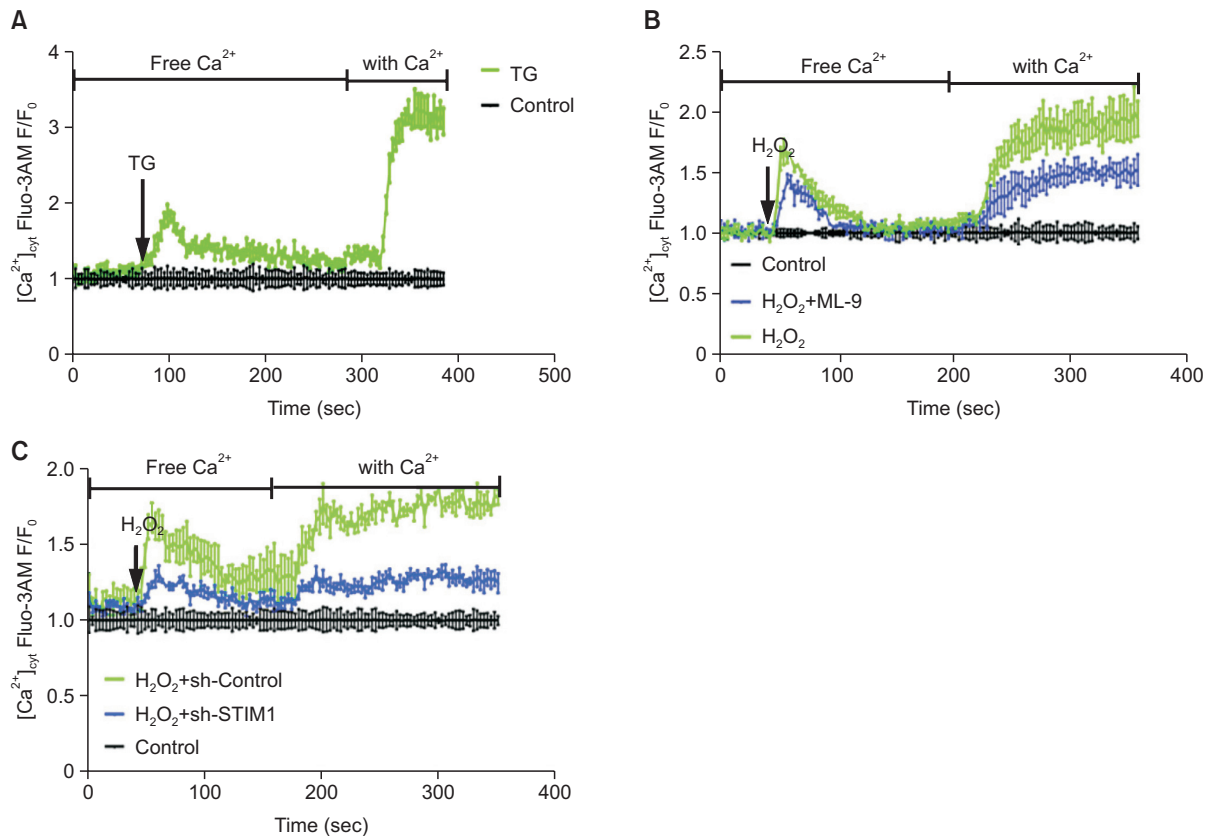 A
Free Ca²⁺
with Ca²⁺
TG
Control
TG
[Ca²⁺]cyt Fluo-3AM F/F₀
4
3
2
1
0
0 100 200 300 400 500
Time (sec)
B
Free Ca²⁺
with Ca²⁺
H₂O₂
[Ca²⁺]cyt Fluo-3AM F/F₀
2.5
2.0
1.5
1.0
0.5
0
Control
H₂O₂+ML-9
H₂O₂
0 100 200 300 400
Time (sec)
C
Free Ca²⁺
with Ca²⁺
H₂O₂
[Ca²⁺]cyt Fluo-3AM F/F₀
2.0
1.5
1.0
0.5
0
H₂O₂+sh-Control
H₂O₂+sh-STIM1
Control
0 100 200 300 400
Time (sec)